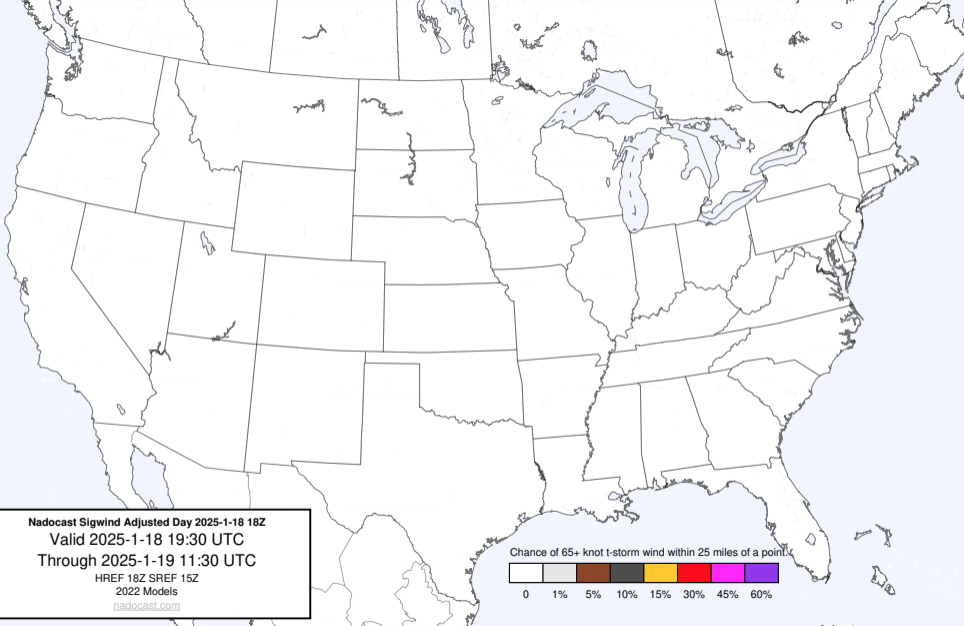 Nadocast Sigwind Adjusted Day 2025-1-18 18Z
Valid 2025-1-18 19:30 UTC
Through 2025-1-19 11:30 UTC
HREF 18Z SREF 15Z
2022 Models
nadocast.com
Chance of 65+ knot t-storm wind within 25 miles of a point.
0 1% 5% 10% 15% 30% 45% 60%